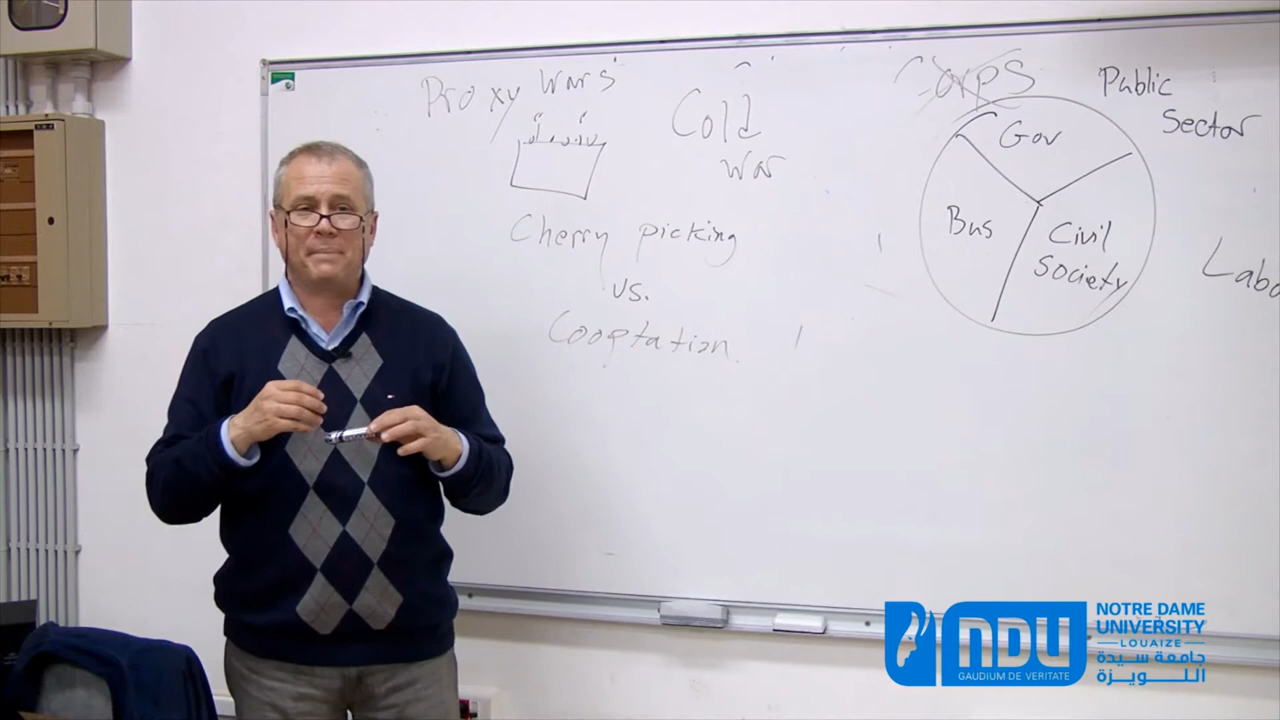 Proxy Wars
Cold
War
Cherry picking
vs.
Cooptation
Corps
Public
Sector
Gov
Bus
Civil
Society
Labo
NDU
GAUDIUM DE VERITATE
NOTRE DAME
UNIVERSITY
LOUAIZE
جامعة سيدة
اللويزة